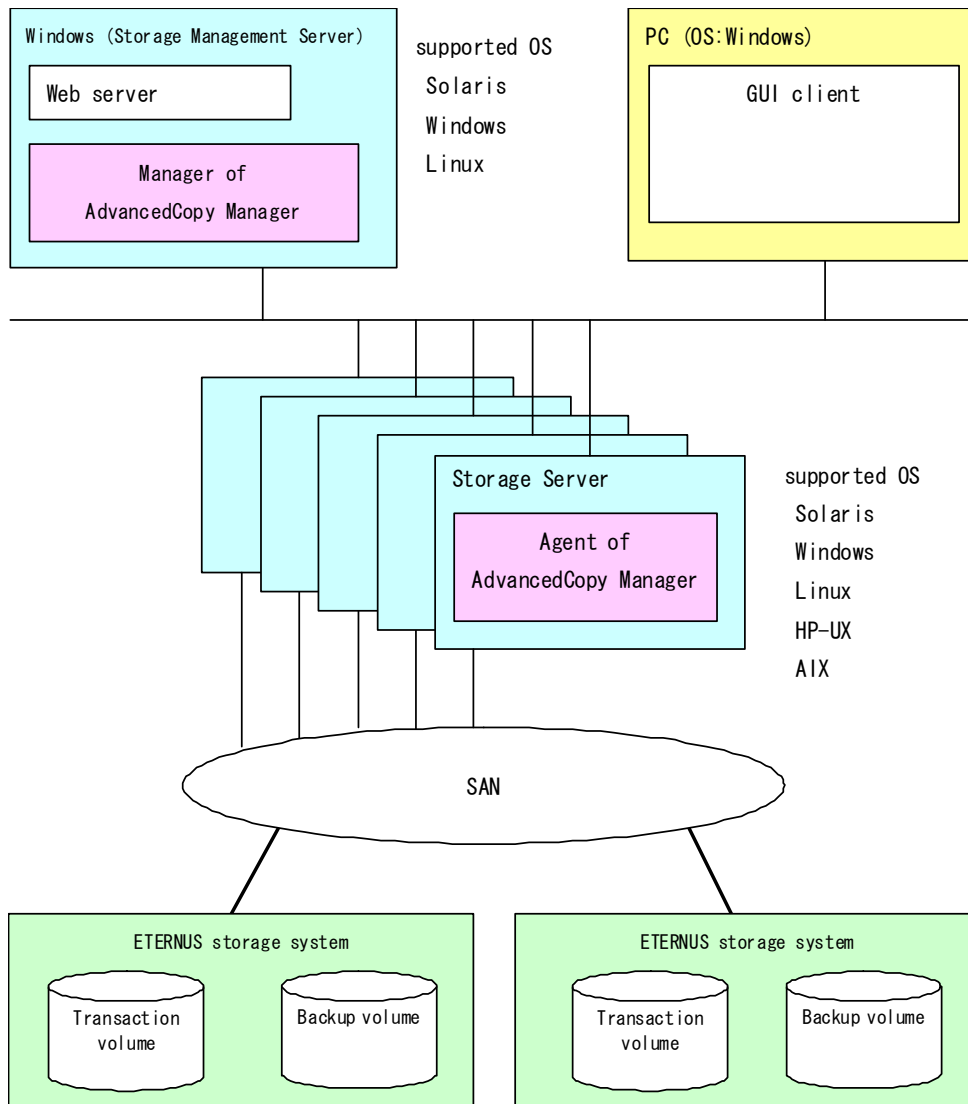 Windows (Storage Management Server)
Web server
Manager of
AdvancedCopy Manager
supported OS
Solaris
Windows
Linux
PC (OS:Windows)
GUI client
Storage Server
Agent of
AdvancedCopy Manager
supported OS
Solaris
Windows
Linux
HP-UX
AIX
SAN
ETERNUS storage system
Transaction
volume
Backup volume
ETERNUS storage system
Transaction
volume
Backup volume